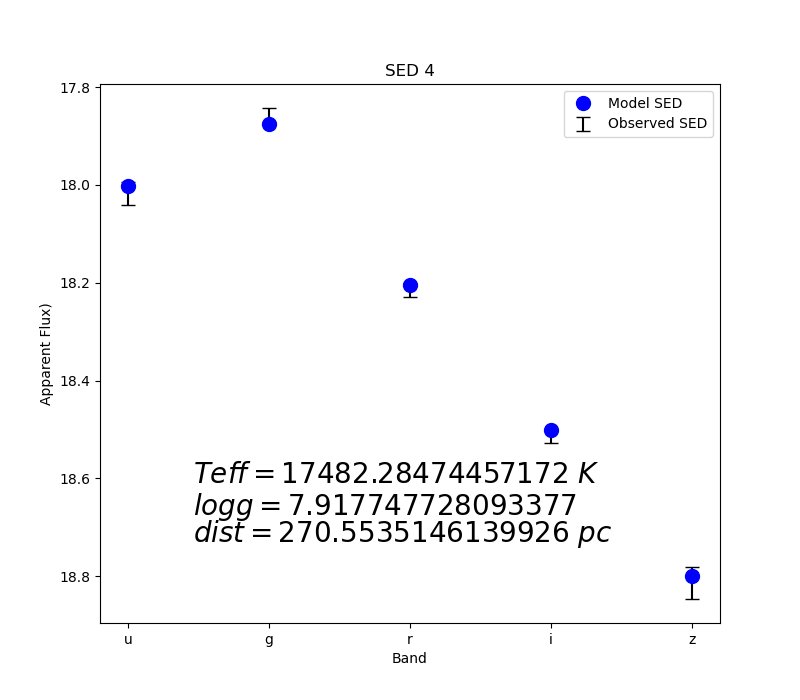 SED 4
17.8
18.0
18.2
18.4
18.6
18.8
Apparent Flux)
Model SED
Observed SED
Teff = 17482.28474457172 K
logg = 7.917747728093377
dist = 270.5535146139926 pc
u g r i z
Band